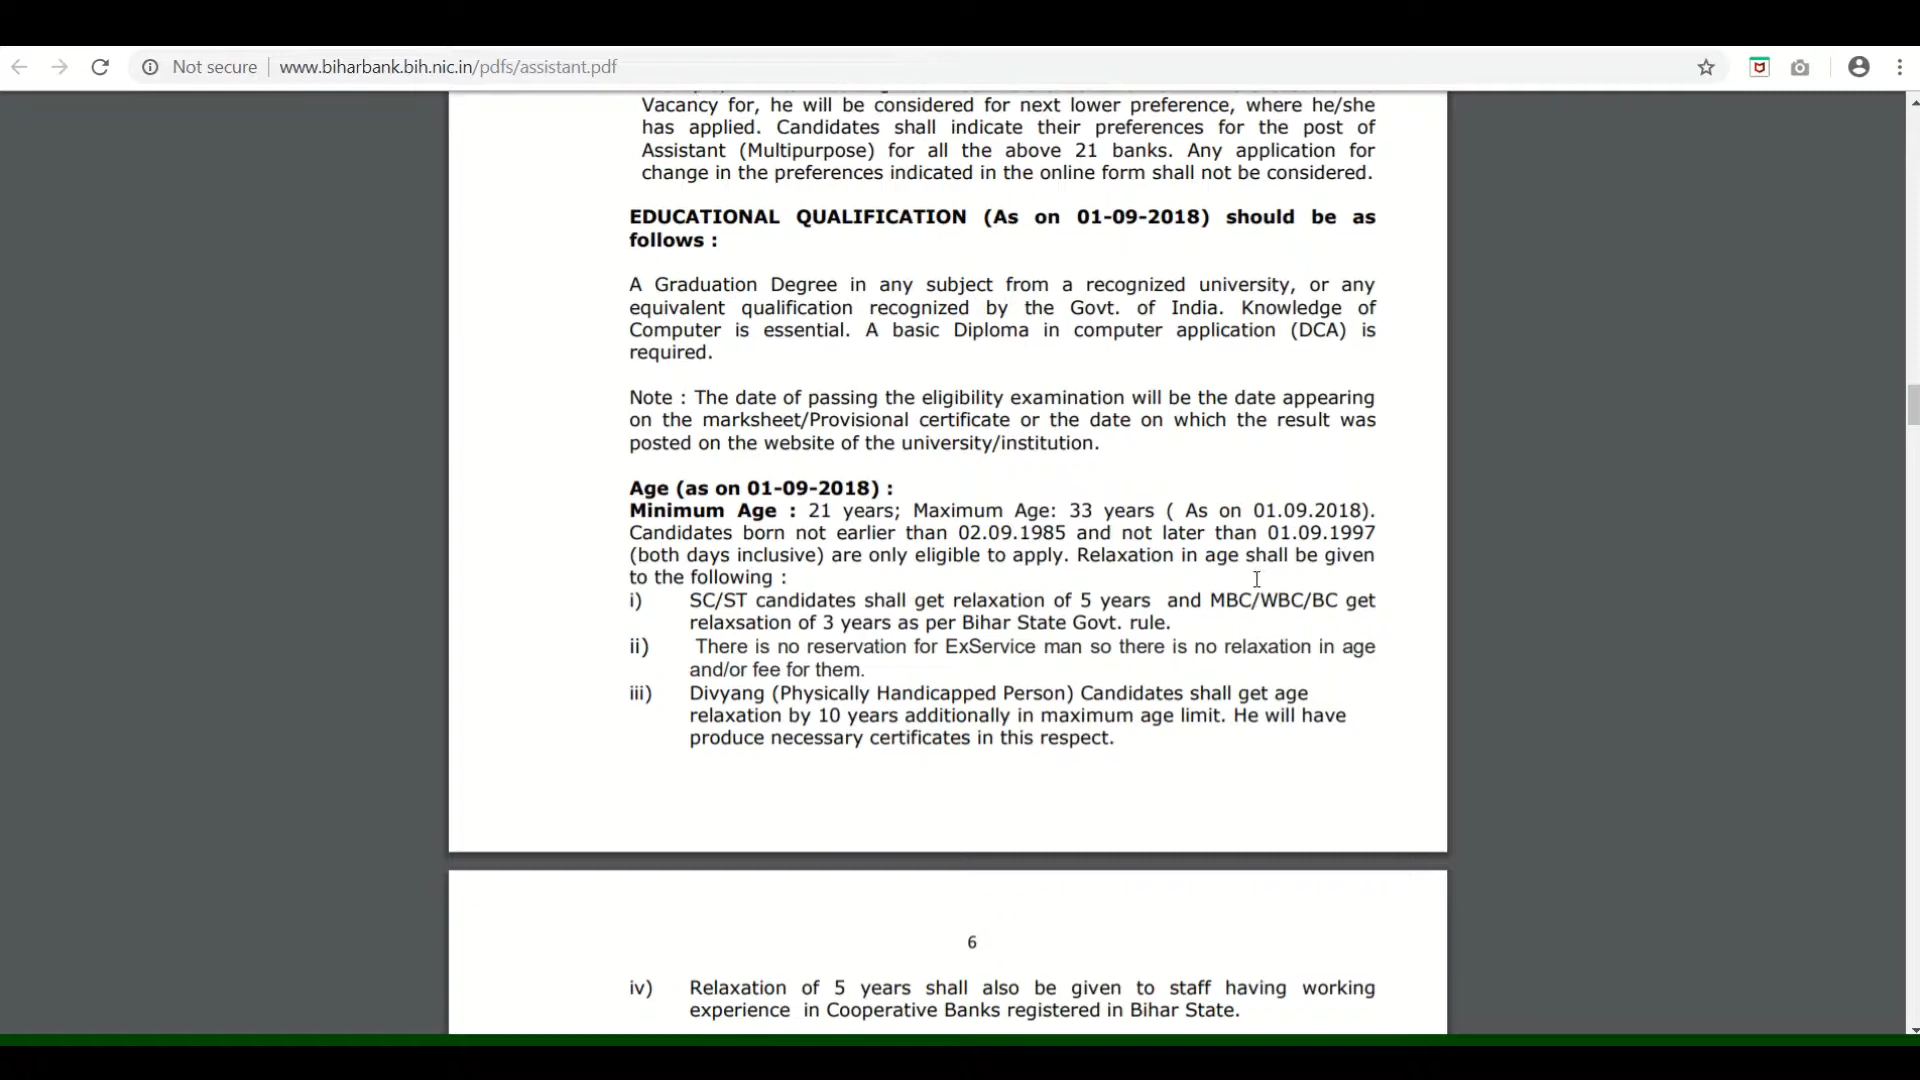 Not secure
www.biharbank.bih.nic.in/pdfs/assistant.pdf
Vacancy for, he will be considered for next lower preference, where he/she
has applied. Candidates shall indicate their preferences for the post of
Assistant (Multipurpose) for all the above 21 banks. Any application for
change in the preferences indicated in the online form shall not be considered.
EDUCATIONAL QUALIFICATION (As on 01-09-2018) should be as
follows :
A Graduation Degree in any subject from a recognized university, or any
equivalent qualification recognized by the Govt. of India. Knowledge of
Computer is essential. A basic Diploma in computer application (DCA) is
required.
Note : The date of passing the eligibility examination will be the date appearing
on the marksheet/Provisional certificate or the date on which the result was
posted on the website of the university/institution.
Age (as on 01-09-2018) :
Minimum Age : 21 years; Maximum Age: 33 years ( As on 01.09.2018).
Candidates born not earlier than 02.09.1985 and not later than 01.09.1997
(both days inclusive) are only eligible to apply. Relaxation in age shall be given
to the following :
i) SC/ST candidates shall get relaxation of 5 years and MBC/WBC/BC get
relaxsation of 3 years as per Bihar State Govt. rule.
ii) There is no reservation for ExService man so there is no relaxation in age
and/or fee for them.
iii) Divyang (Physically Handicapped Person) Candidates shall get age
relaxation by 10 years additionally in maximum age limit. He will have
produce necessary certificates in this respect.
6
iv) Relaxation of 5 years shall also be given to staff having working
experience in Cooperative Banks registered in Bihar State.